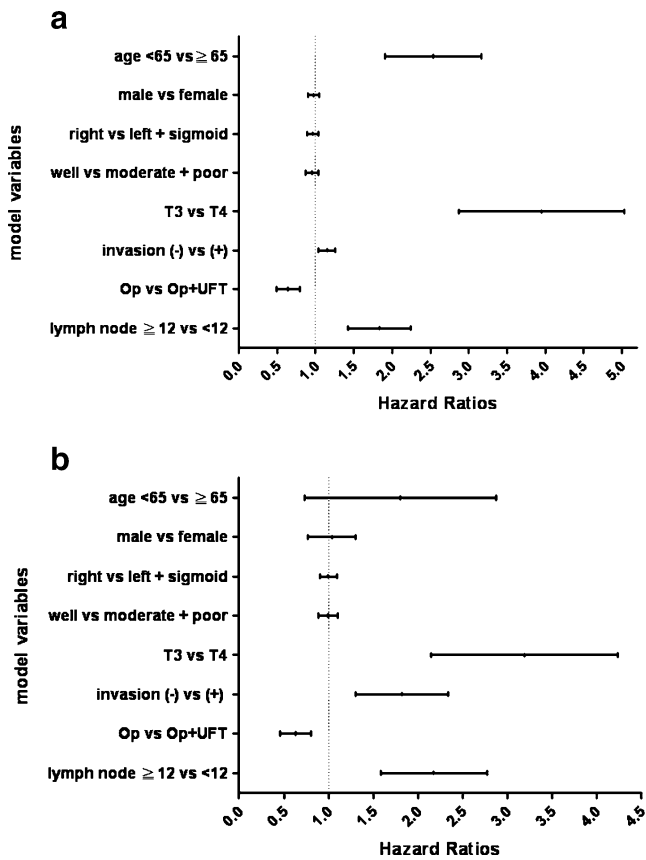 a
model variables
age <65 vs ≧ 65
male vs female
right vs left + sigmoid
well vs moderate + poor
T3 vs T4
invasion (-) vs (+)
Op vs Op+UFT
lymph node ≧ 12 vs <12
0.0 0.5 1.0 1.5 2.0 2.5 3.0 3.5 4.0 4.5 5.0
Hazard Ratios
b
model variables
age <65 vs ≧ 65
male vs female
right vs left + sigmoid
well vs moderate + poor
T3 vs T4
invasion (-) vs (+)
Op vs Op+UFT
lymph node ≧ 12 vs <12
0.0 0.5 1.0 1.5 2.0 2.5 3.0 3.5 4.0 4.5
Hazard Ratios